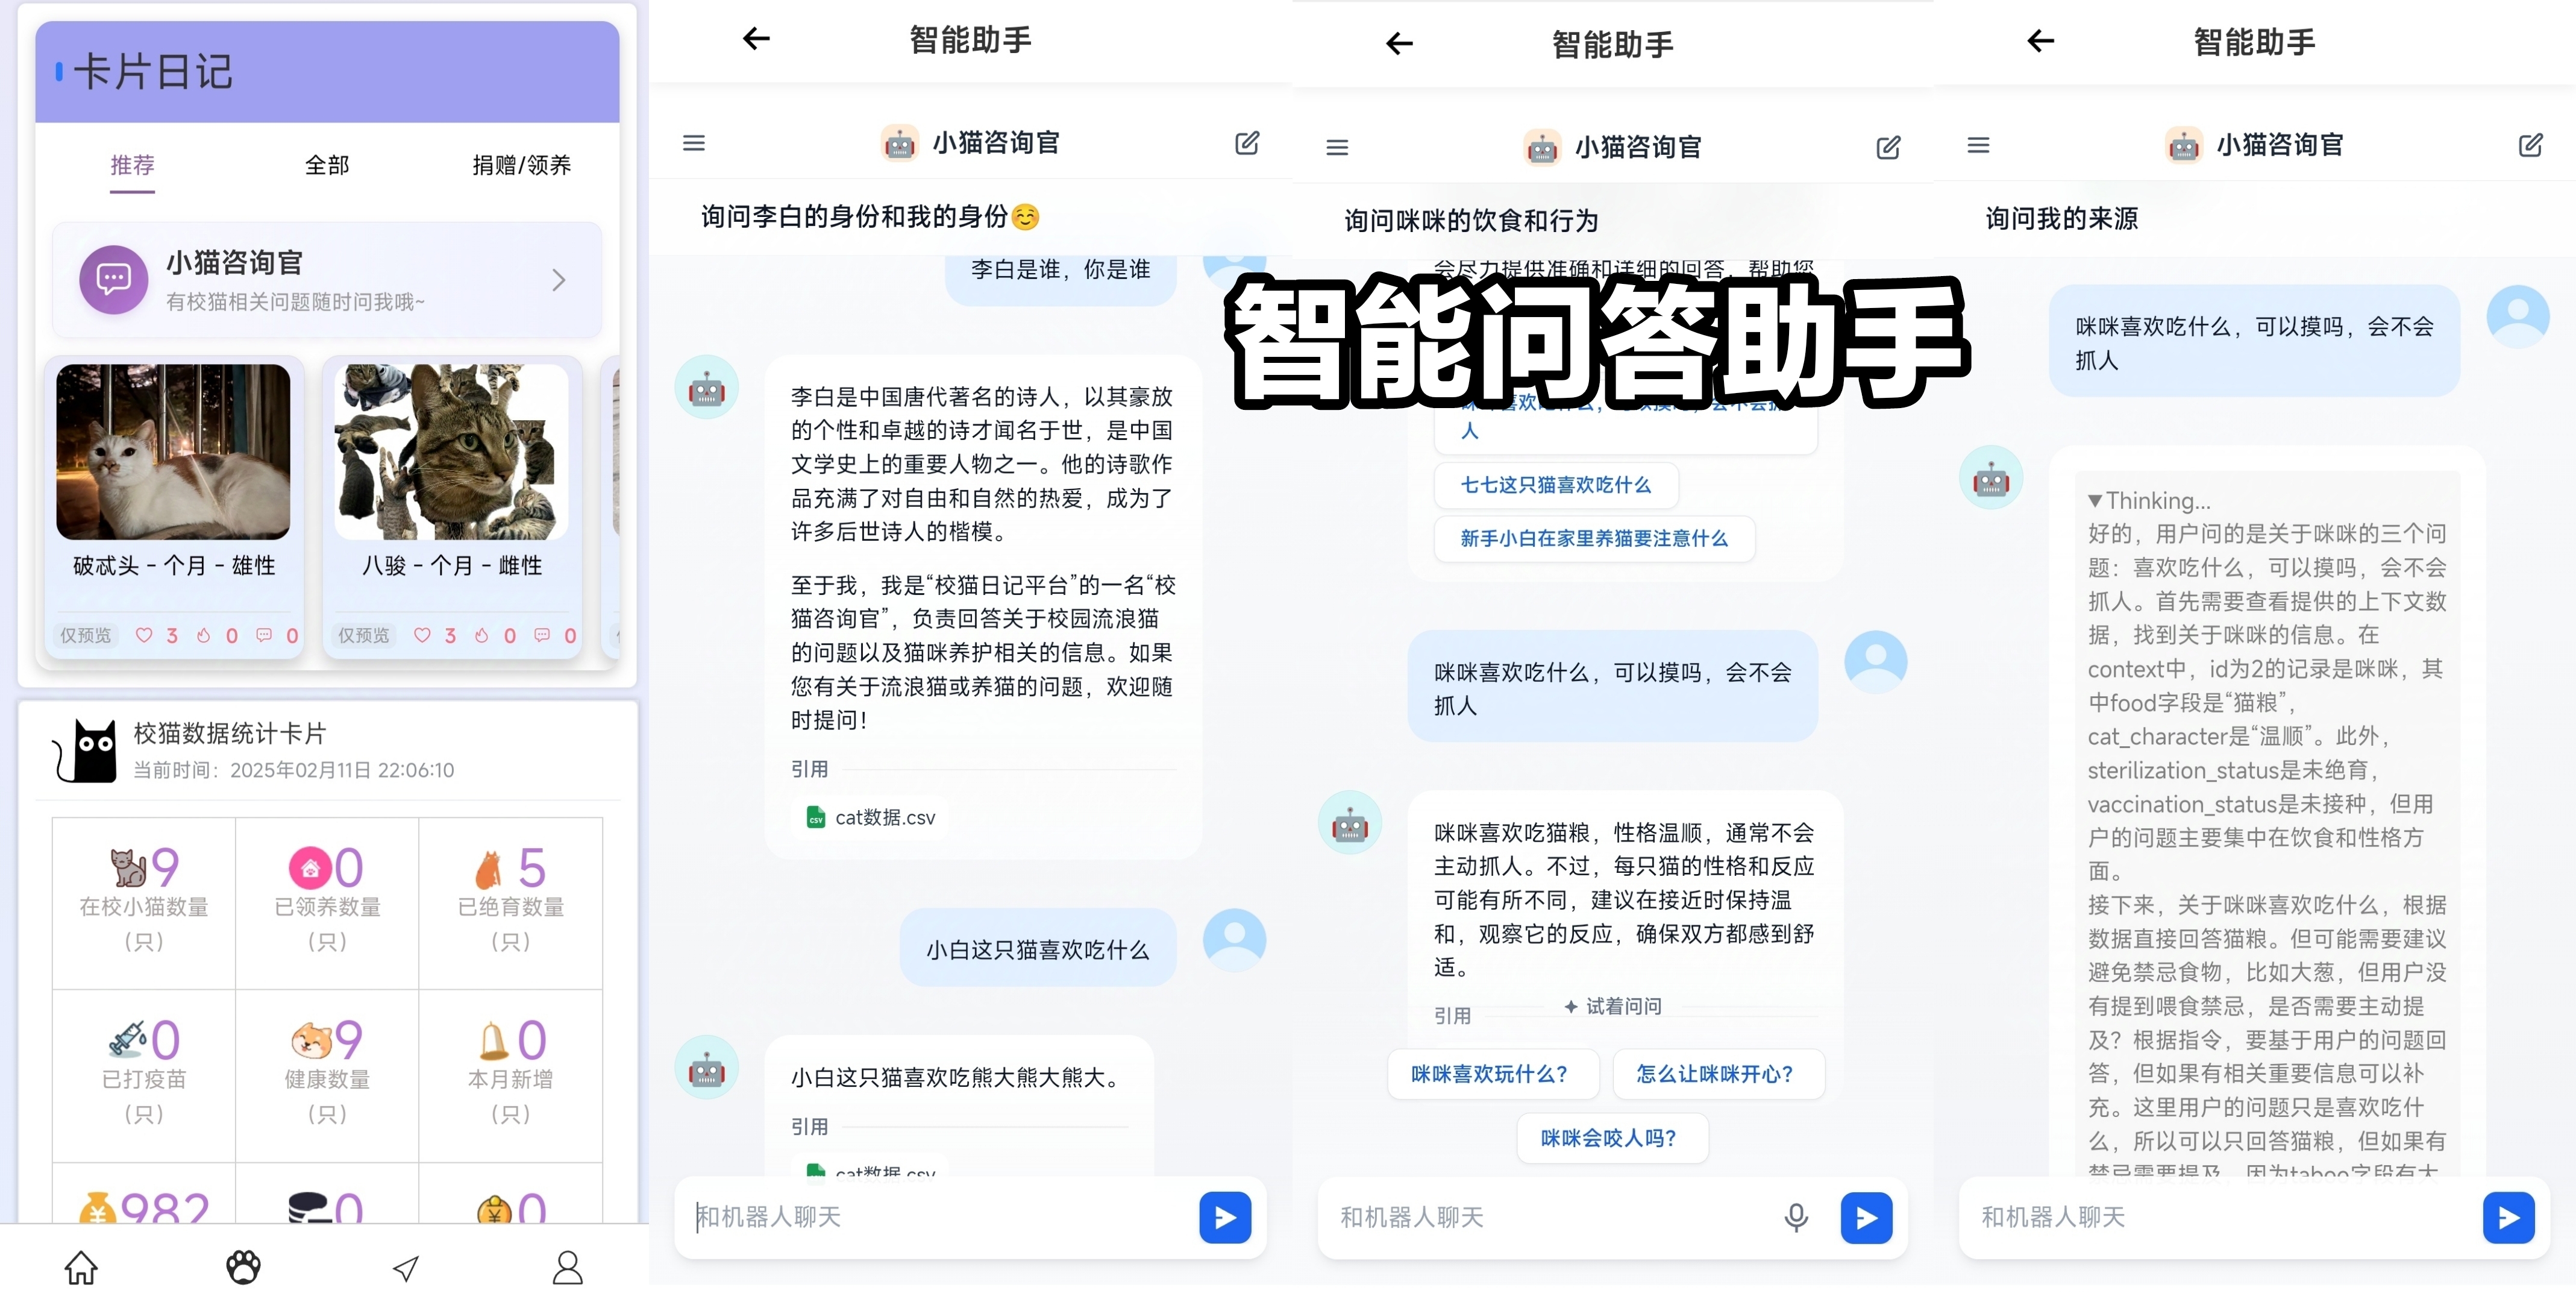 卡片日记
推荐
全部
捐赠/领养
小猫咨询官
有校猫相关问题随时问我哦~
破忒头 - 个月 - 雄性
八骏 - 个月 - 雌性
仅预览 3 0 0
仅预览 3 0 0
校猫数据统计卡片
当前时间：2025年02月11日 22:06:10
9
在校小猫数量
（只）
0
已领养数量
（只）
5
已绝育数量
（只）
0
已打疫苗
（只）
9
健康数量
（只）
0
本月新增
（只）
982
0
0
智能助手
小猫咨询官
询问李白的身份和我的身份☺️
李白是谁，你是谁
李白是中国唐代著名的诗人，以其豪放
的个性和卓越的诗才闻名于世，是中国
文学史上的重要人物之一。他的诗歌作
品充满了对自由和自然的热爱，成为了
许多后世诗人的楷模。
至于我，我是“校猫日记平台”的一名“校
猫咨询官”，负责回答关于校园流浪猫
的问题以及猫咪养护相关的信息。如果
您有关于流浪猫或养猫的问题，欢迎随
时提问！
引用
csv cat数据.csv
小白这只猫喜欢吃什么
小白这只猫喜欢吃熊大熊大熊大。
引用
cat数据.csv
和机器人聊天
智能助手
小猫咨询官
询问咪咪的饮食和行为
会尽力提供准确和详细的回答，帮助您
智能问答助手
人
七七这只猫喜欢吃什么
新手小白在家里养猫要注意什么
咪咪喜欢吃什么，可以摸吗，会不会
抓人
咪咪喜欢吃猫粮，性格温顺，通常不会
主动抓人。不过，每只猫的性格和反应
可能有所不同，建议在接近时保持温
和，观察它的反应，确保双方都感到舒
适。
引用
试着问问
咪咪喜欢玩什么？
怎么让咪咪开心？
咪咪会咬人吗？
和机器人聊天
智能助手
小猫咨询官
询问我的来源
咪咪喜欢吃什么，可以摸吗，会不会
抓人
▼Thinking...
好的，用户问的是关于咪咪的三个问
题：喜欢吃什么，可以摸吗，会不会
抓人。首先需要查看提供的上下文数
据，找到关于咪咪的信息。在
context中，id为2的记录是咪咪，其
中food字段是“猫粮”，
cat_character是“温顺”。此外，
sterilization_status是未绝育，
vaccination_status是未接种，但用
户的问题主要集中在饮食和性格方
面。
接下来，关于咪咪喜欢吃什么，根据
数据直接回答猫粮。但可能需要建议
避免禁忌食物，比如大葱，但用户没
有提到喂食禁忌，是否需要主动提
及？根据指令，要基于用户的问题回
答，但如果有相关重要信息可以补
充。这里用户的问题只是喜欢吃什
么，所以可以只回答猫粮，但如果有
禁忌需要提及，因为taboo字段有大
和机器人聊天